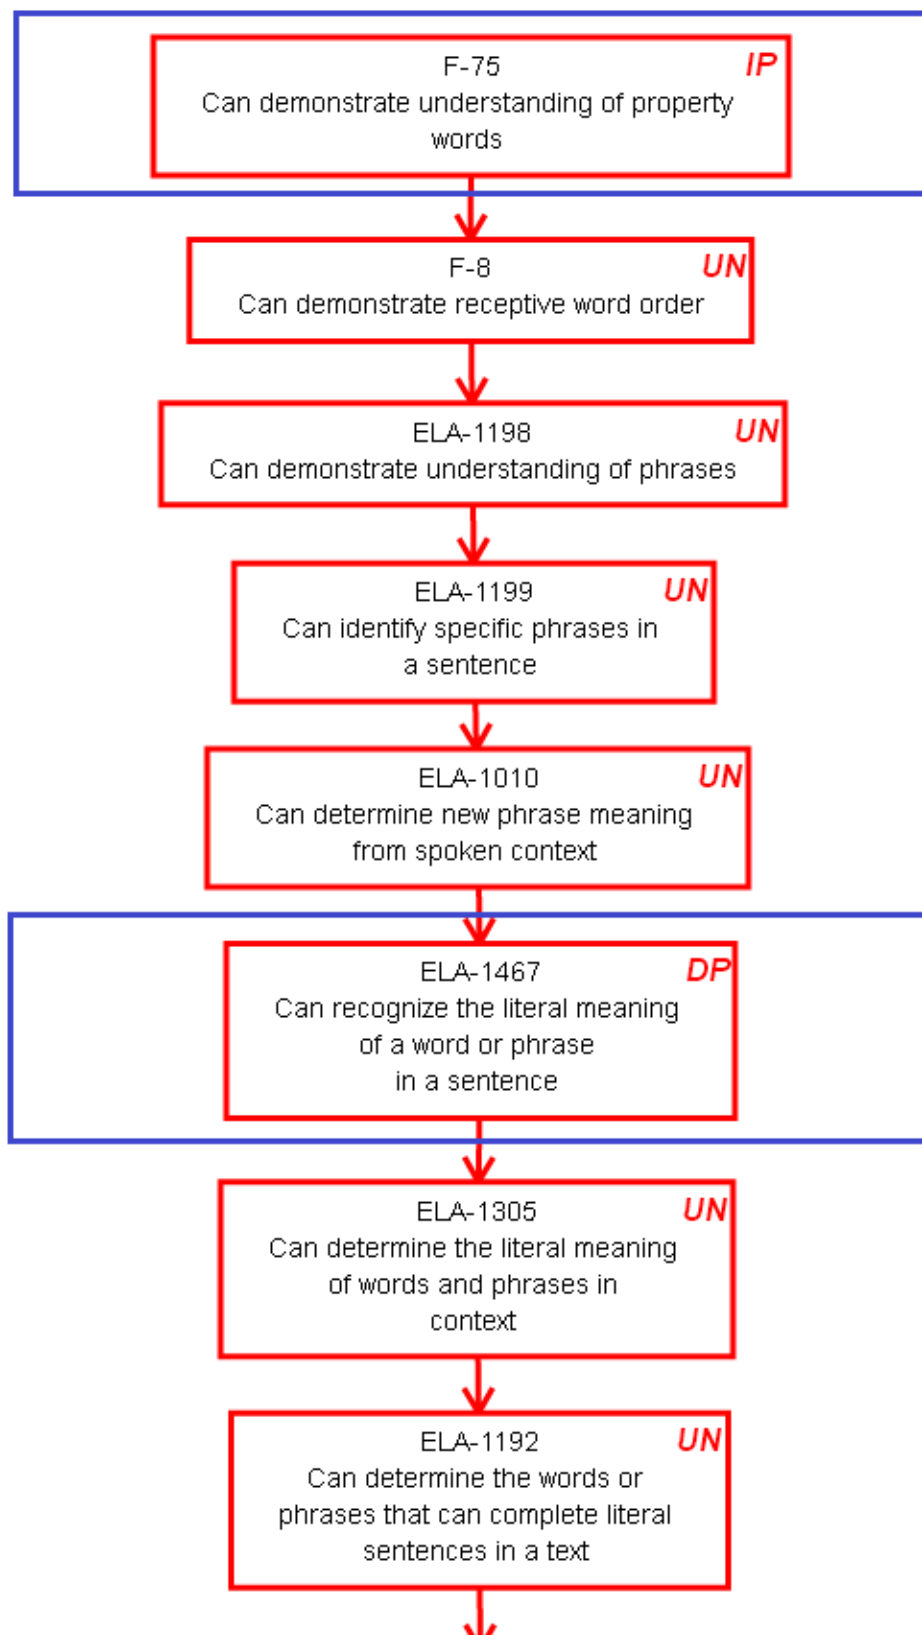 F-75 IP
Can demonstrate understanding of property
words
F-8 UN
Can demonstrate receptive word order
ELA-1198 UN
Can demonstrate understanding of phrases
ELA-1199 UN
Can identify specific phrases in
a sentence
ELA-1010 UN
Can determine new phrase meaning
from spoken context
ELA-1467 DP
Can recognize the literal meaning
of a word or phrase
in a sentence
ELA-1305 UN
Can determine the literal meaning
of words and phrases in
context
ELA-1192 UN
Can determine the words or
phrases that can complete literal
sentences in a text